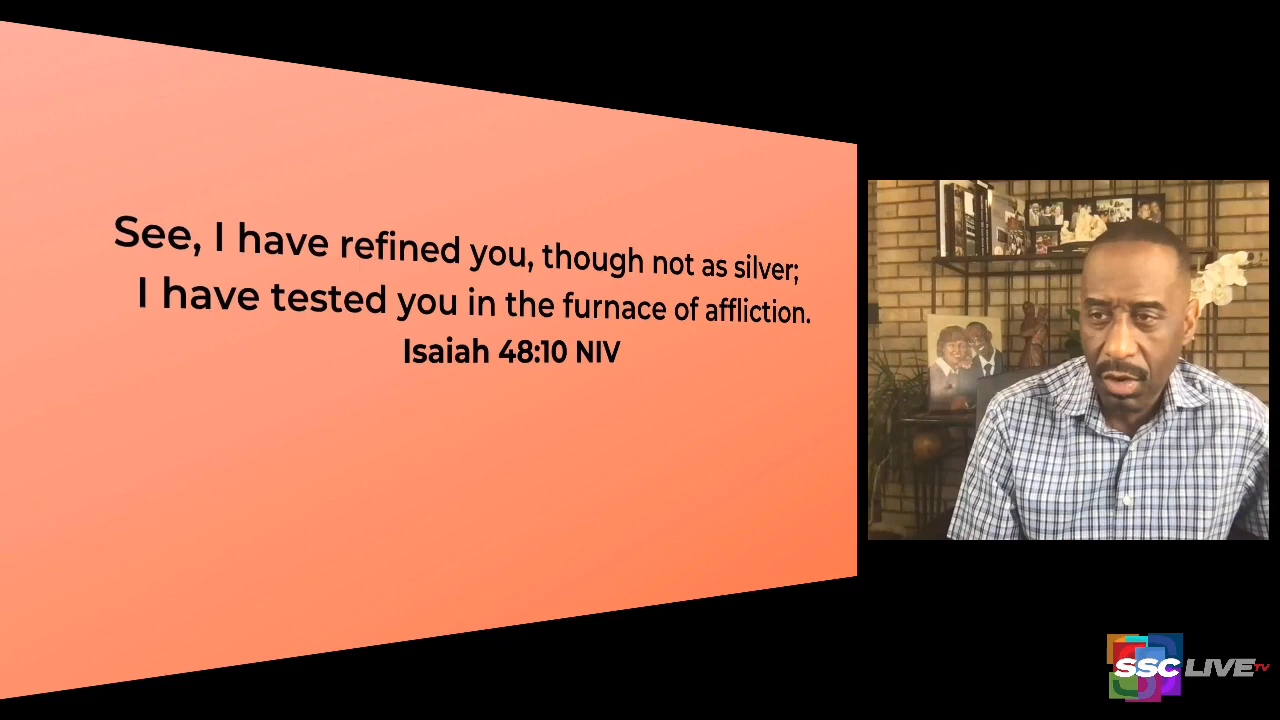 See, I have refined you, though not as silver;
I have tested you in the furnace of affliction.
Isaiah 48:10 NIV
SSC LIVE TV